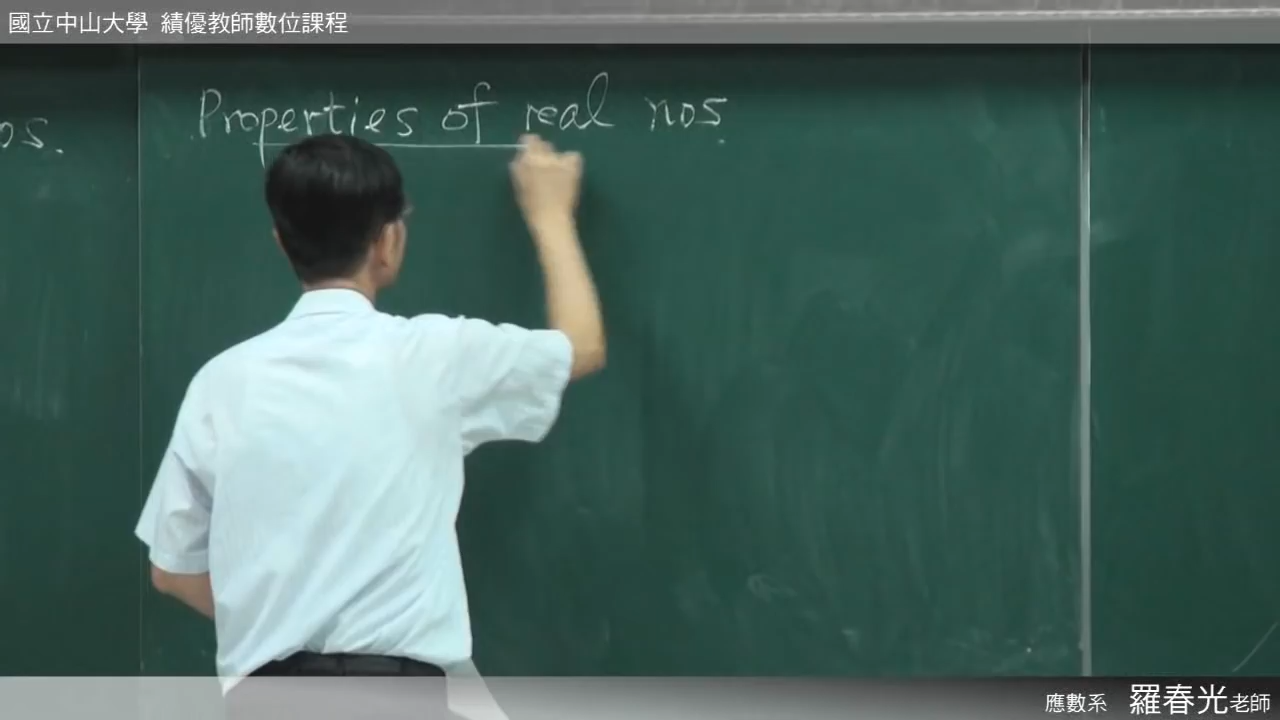 國立中山大學 績優教師數位課程
Properties of real nos.
os.
應數系 羅春光老師